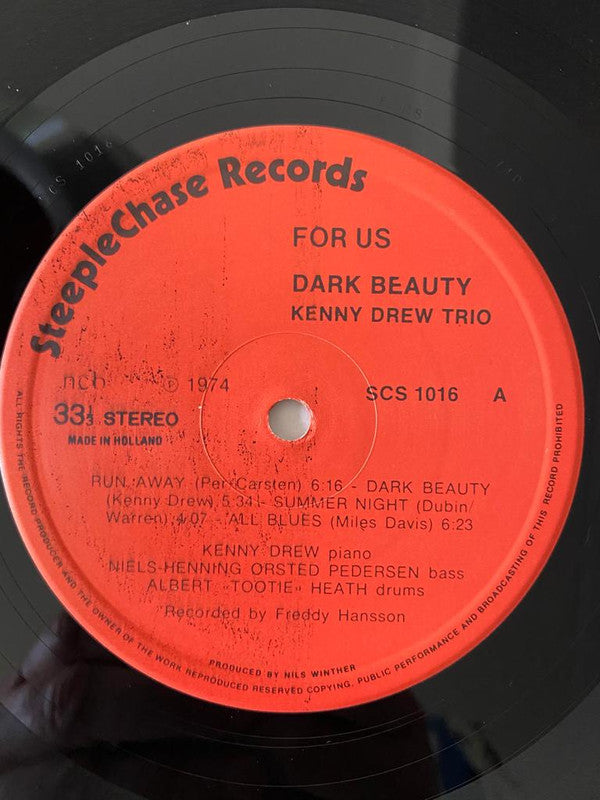 SteepleChase Records
FOR US
DARK BEAUTY
KENNY DREW TRIO
ncb ℗ 1974
SCS 1016 A
33⅓ STEREO
MADE IN HOLLAND
RUN AWAY (Per Carsten) 6:16 - DARK BEAUTY
(Kenny Drew) 5:34 - SUMMER NIGHT (Dubin/
Warren) 4/07 - ALL BLUES (Miles Davis) 6:23
KENNY DREW piano
NIELS-HENNING ORSTED PEDERSEN bass
ALBERT »TOOTIE« HEATH drums
Recorded by Freddy Hansson
PRODUCED BY NILS WINTHER
ALL RIGHTS THE RECORD PRODUCER AND THE OWNER OF THE WORK REPRODUCED RESERVED COPYING, PUBLIC PERFORMANCE AND BROADCASTING OF THIS RECORD PROHIBITED
SCS 1016